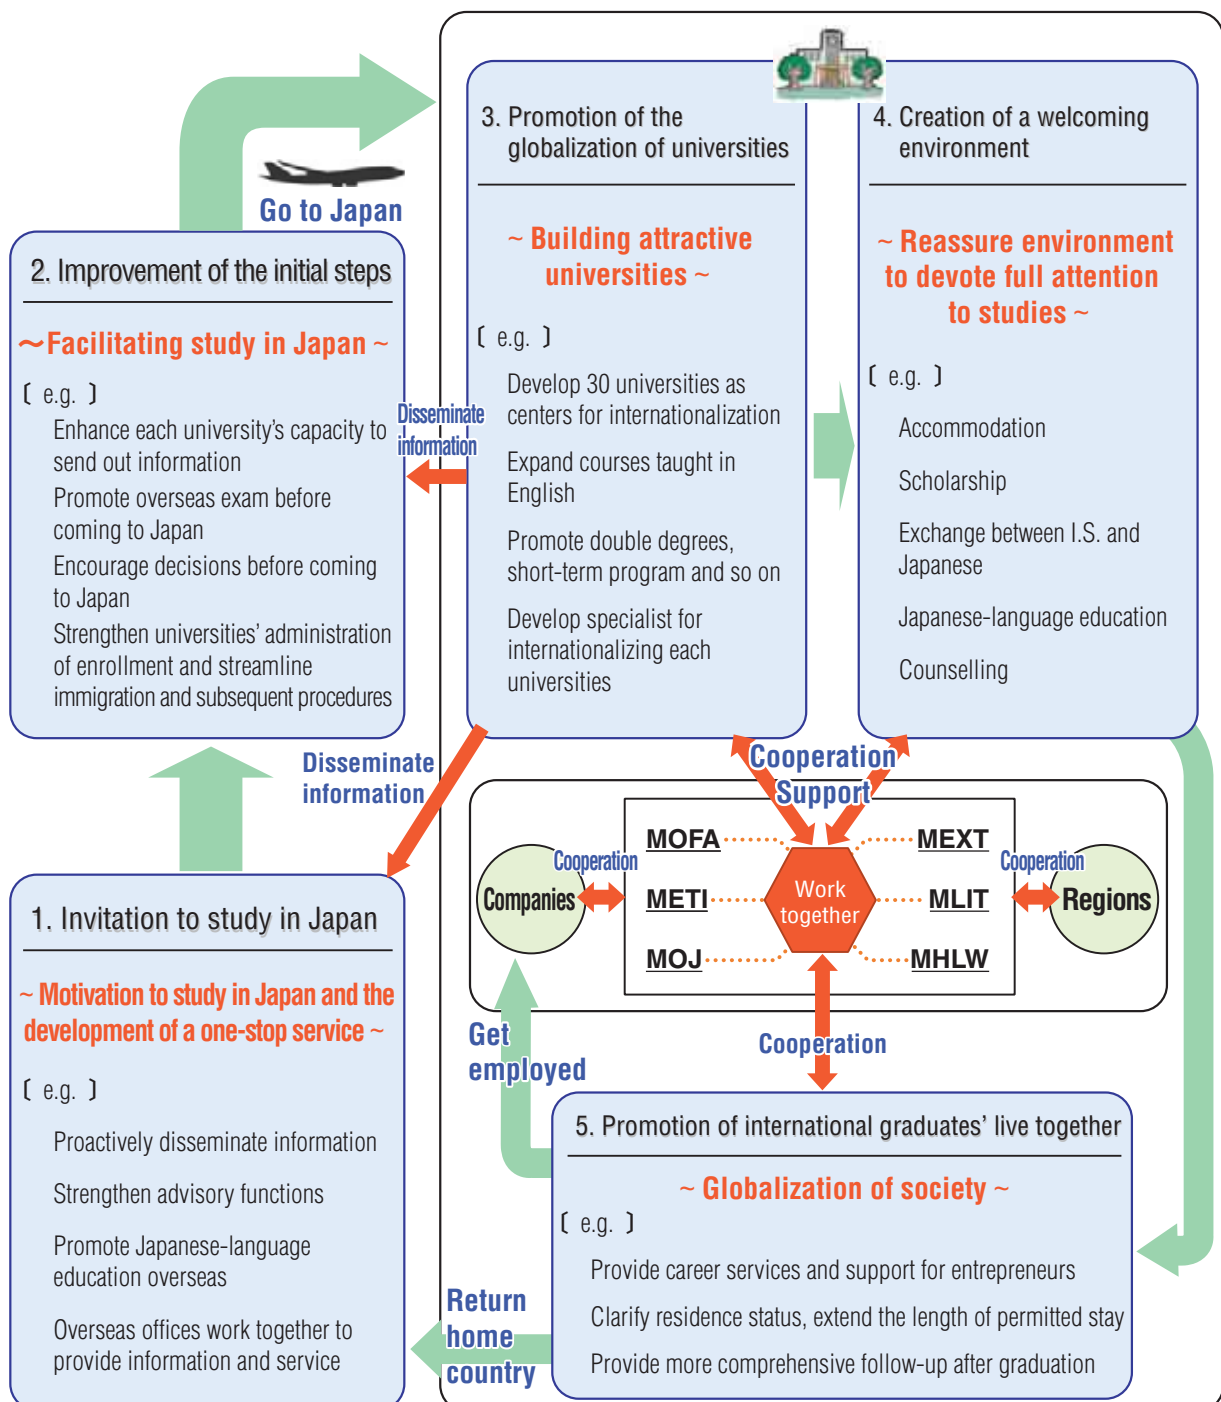 Go to Japan
2. Improvement of the initial steps
~Facilitating study in Japan ~
〔 e.g. 〕
Enhance each university's capacity to
send out information
Promote overseas exam before
coming to Japan
Encourage decisions before coming
to Japan
Strengthen universities' administration
of enrollment and streamline
immigration and subsequent procedures
3. Promotion of the
globalization of universities
~ Building attractive
universities ~
〔 e.g. 〕
Develop 30 universities as
centers for internationalization
Expand courses taught in
English
Promote double degrees,
short-term program and so on
Develop specialist for
internationalizing each
universities
4. Creation of a welcoming
environment
~ Reassure environment
to devote full attention
to studies ~
〔 e.g. 〕
Accommodation
Scholarship
Exchange between I.S. and
Japanese
Japanese-language education
Counselling
Disseminate
information
Disseminate
information
Cooperation
Support
Companies
Cooperation
MOFA
METI
MOJ
Work
together
MEXT
MLIT
MHLW
Cooperation
Regions
Cooperation
Get
employed
1. Invitation to study in Japan
~ Motivation to study in Japan and the
development of a one-stop service ~
〔 e.g. 〕
Proactively disseminate information
Strengthen advisory functions
Promote Japanese-language
education overseas
Overseas offices work together to
provide information and service
Return
home
country
5. Promotion of international graduates' live together
~ Globalization of society ~
〔 e.g. 〕
Provide career services and support for entrepreneurs
Clarify residence status, extend the length of permitted stay
Provide more comprehensive follow-up after graduation